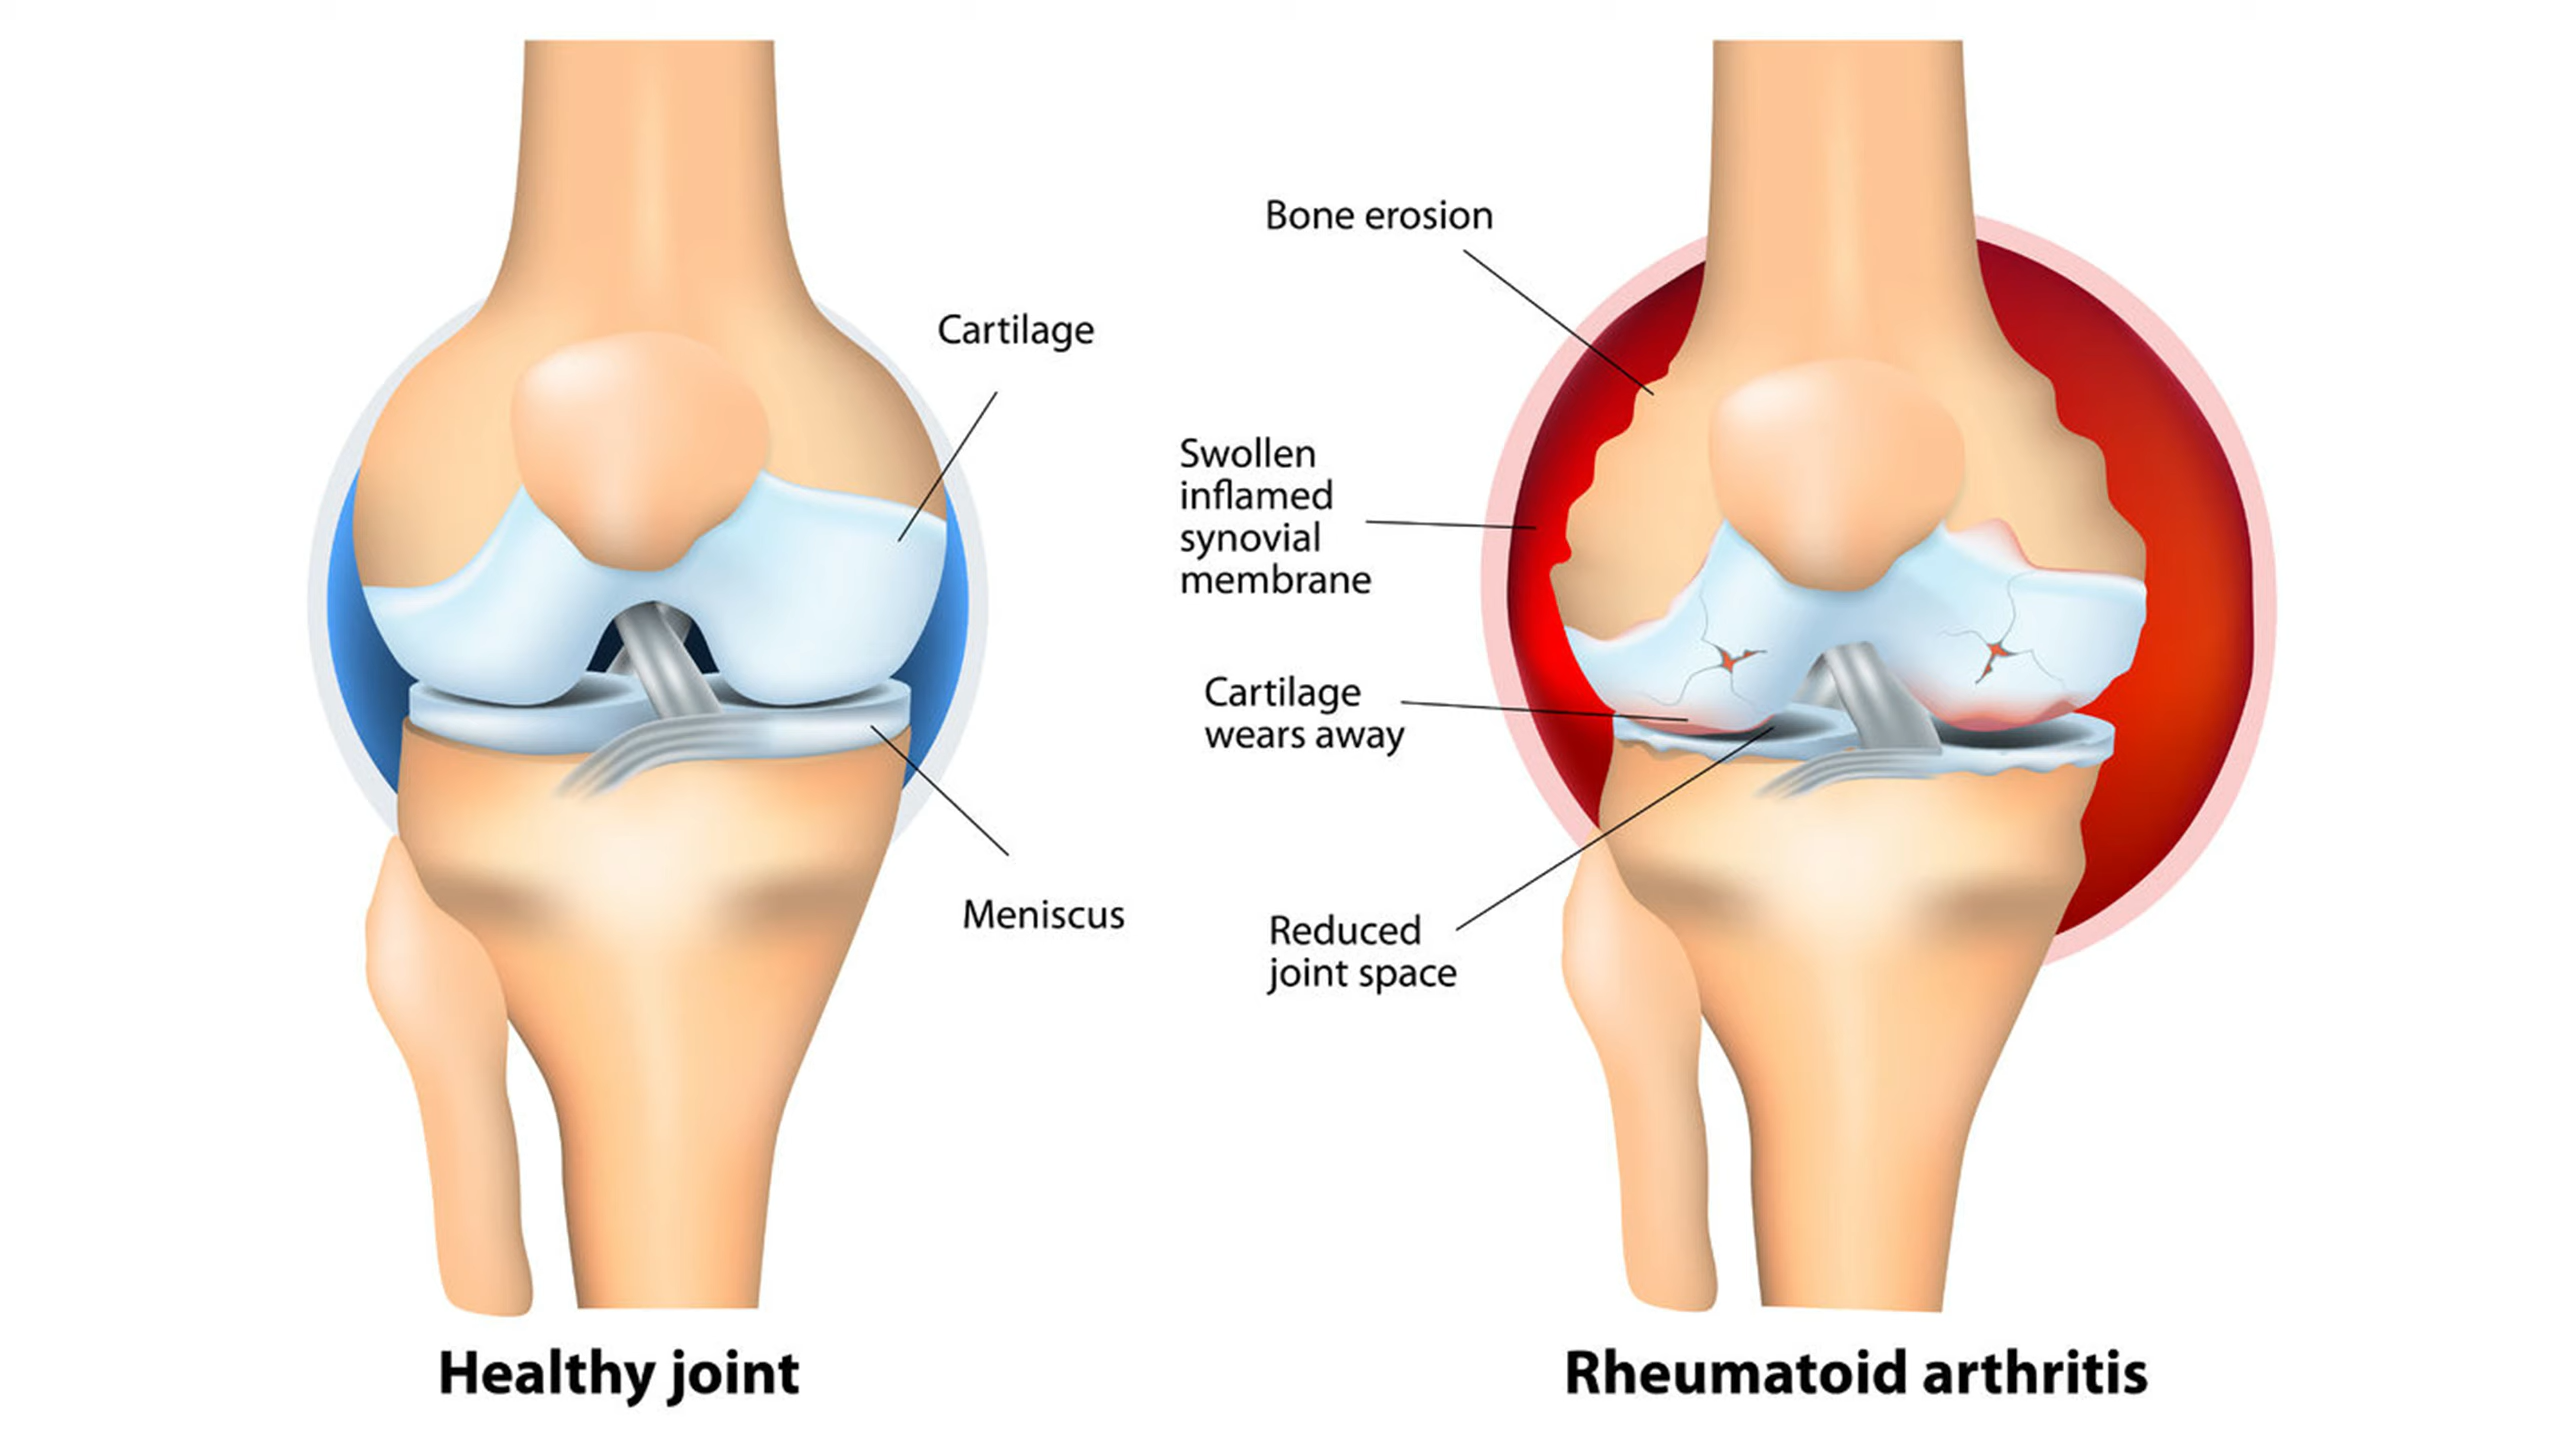 Cartilage
Meniscus
Healthy joint
Bone erosion
Swollen
inflamed
synovial
membrane
Cartilage
wears away
Reduced
joint space
Rheumatoid arthritis